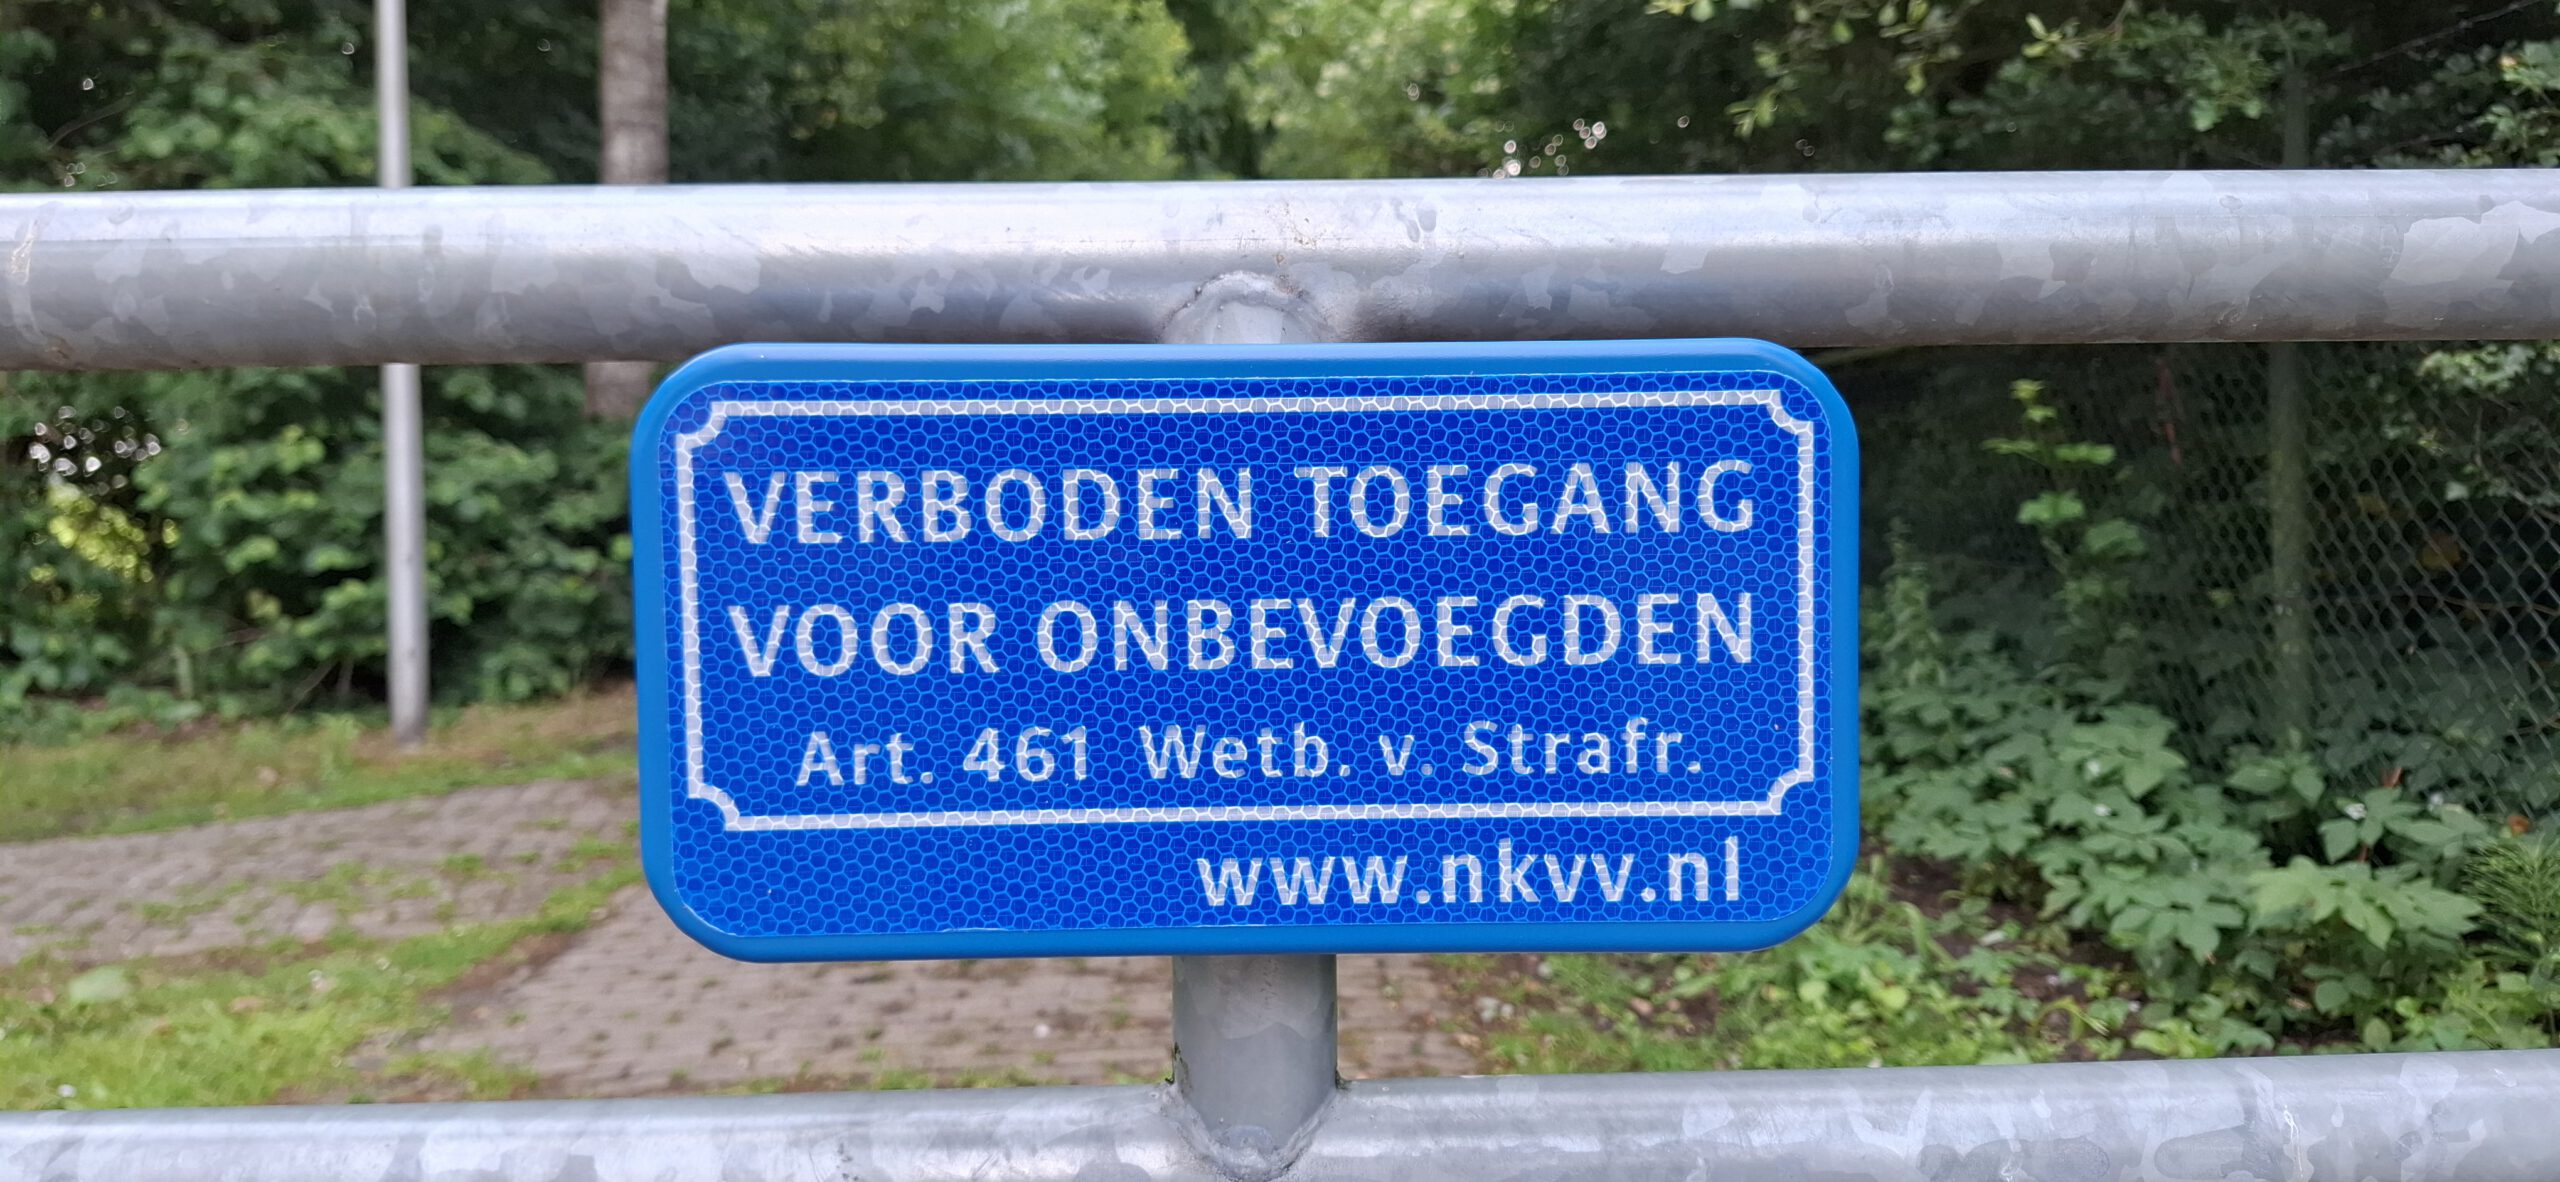 VERBODEN TOEGANG
VOOR ONBEVOEGDEN
Art. 461 Wetb. v. Strafr.
www.nkvv.nl